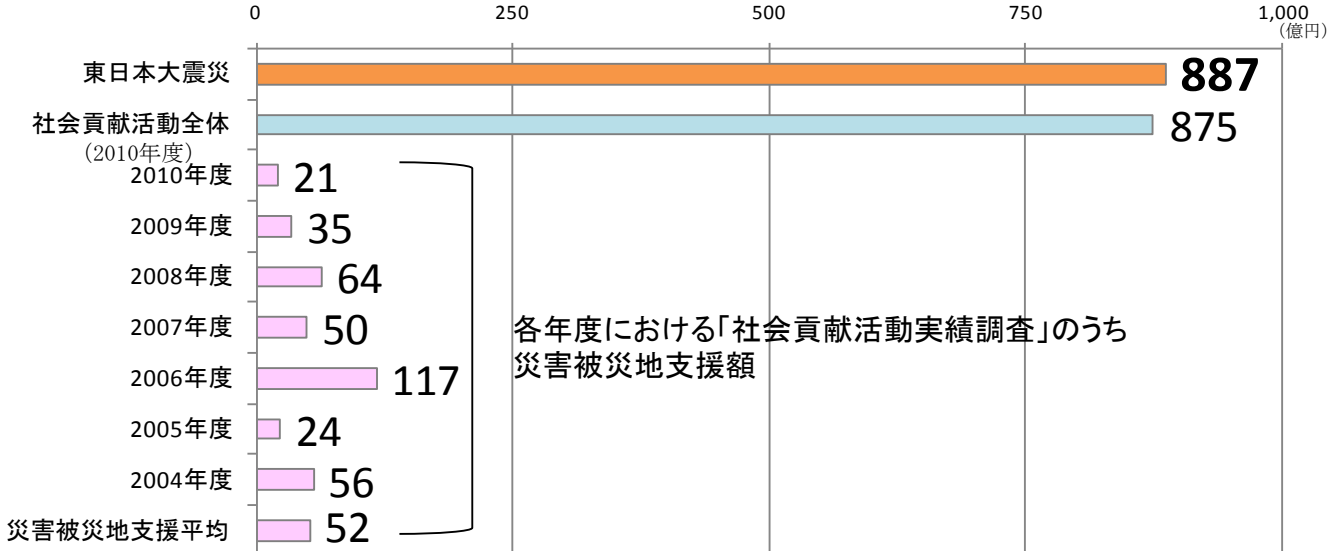 0 250 500 750 1,000
(億円)
東日本大震災 887
社会貢献活動全体 875
(2010年度)
2010年度 21
2009年度 35
2008年度 64
2007年度 50
各年度における「社会貢献活動実績調査」のうち
災害被災地支援額
2006年度 117
2005年度 24
2004年度 56
災害被災地支援平均 52